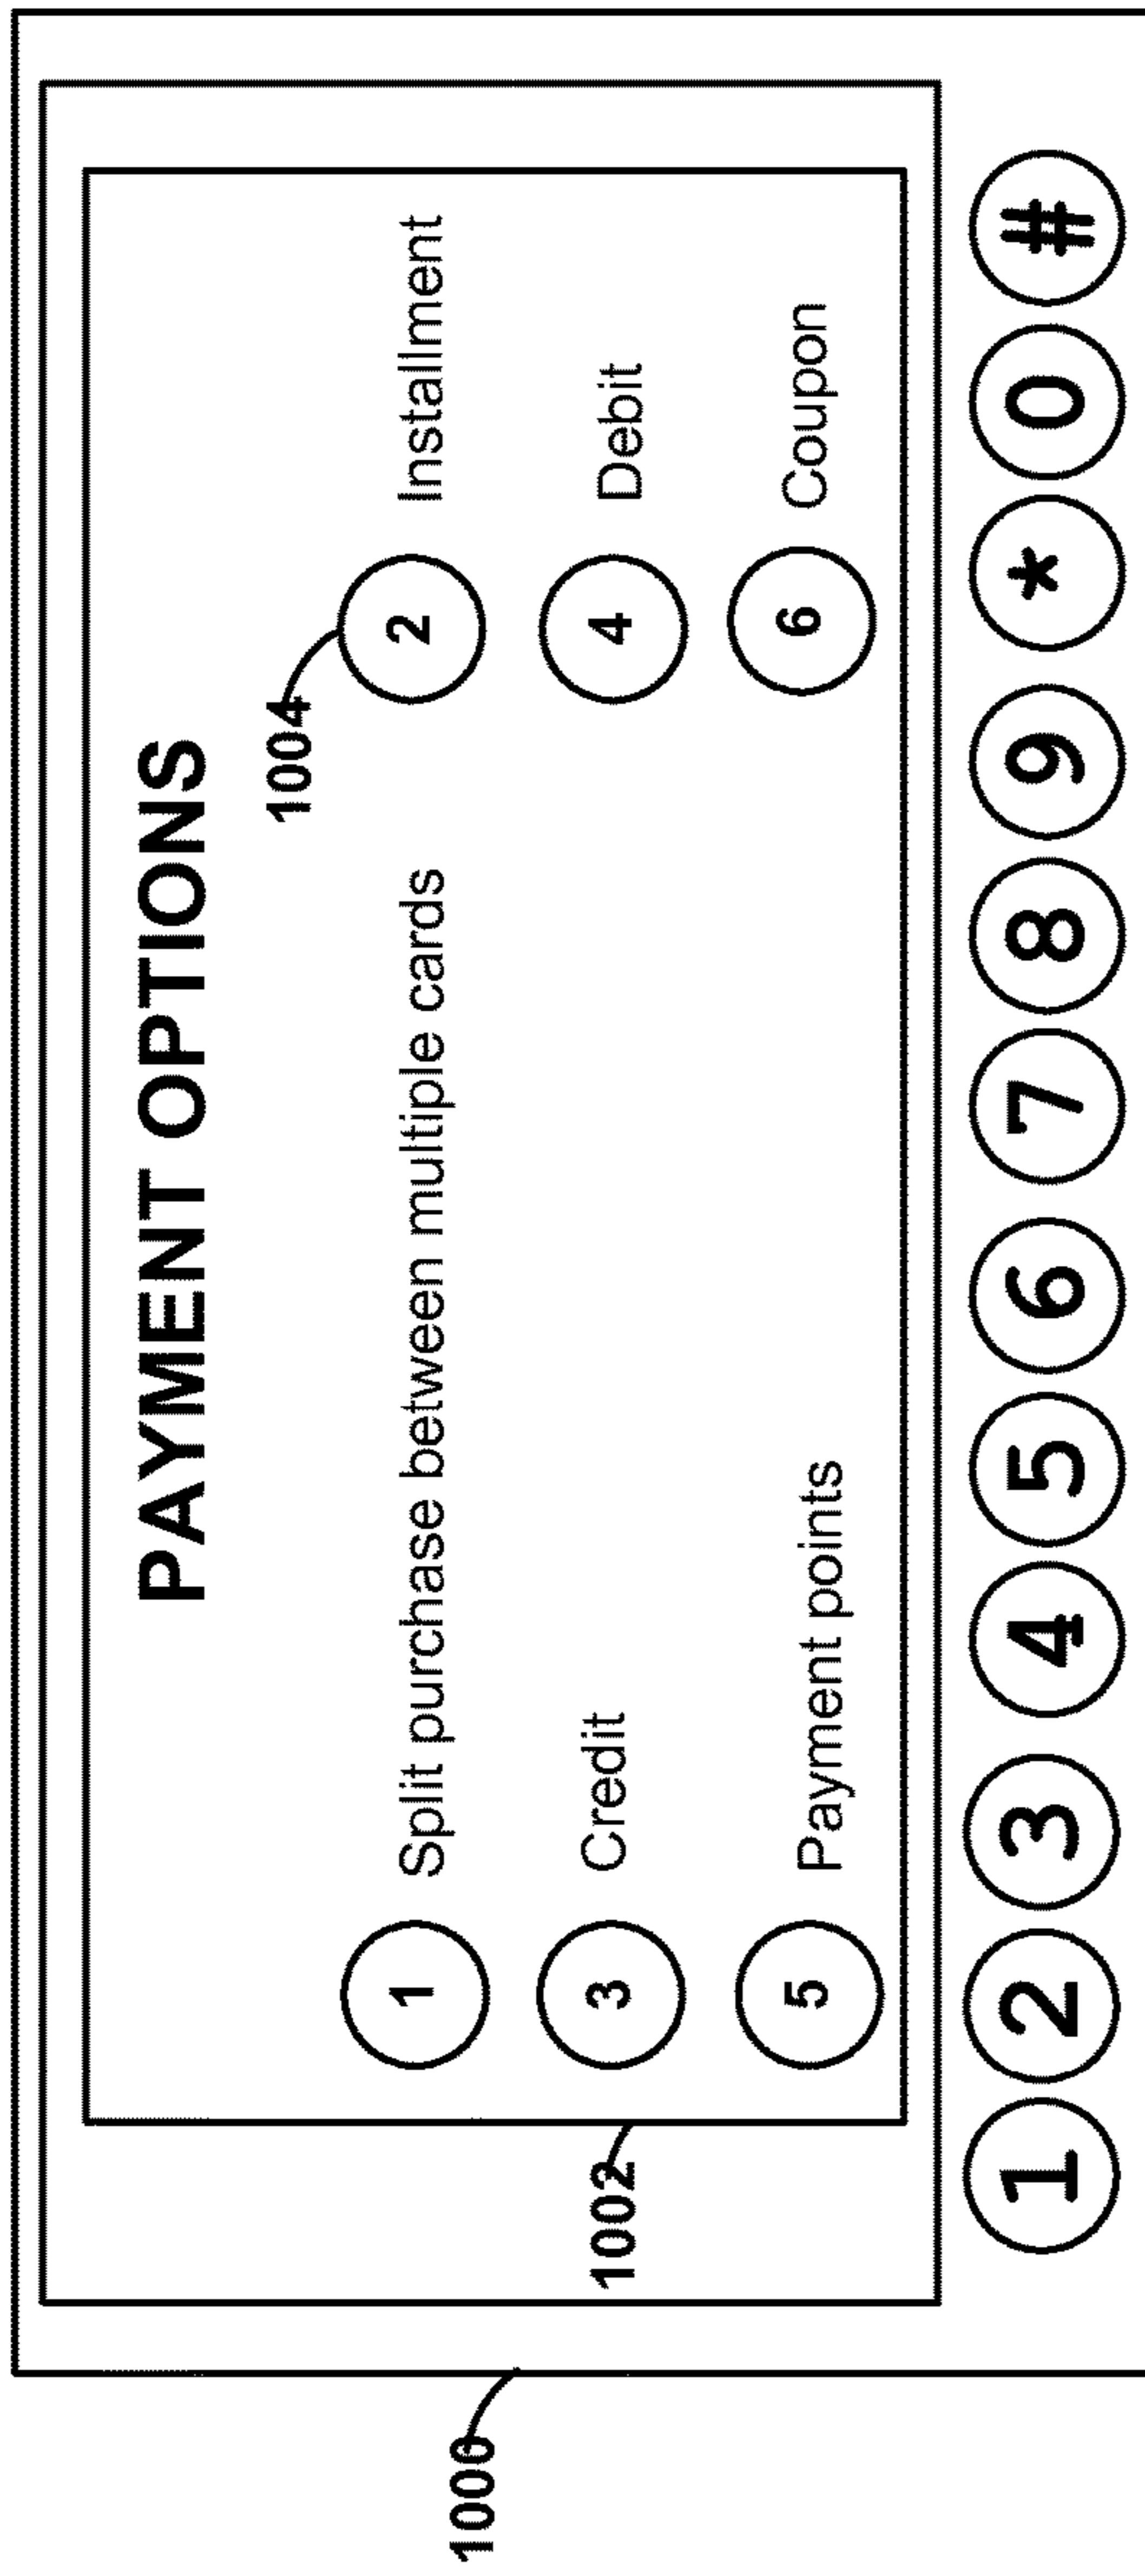 PAYMENT OPTIONS
1004
1 Split purchase between multiple cards 2 Installment
3 Credit 4 Debit
1002
5 Payment points 6 Coupon
1000
1 2 3 4 5 6 7 8 9 * 0 #